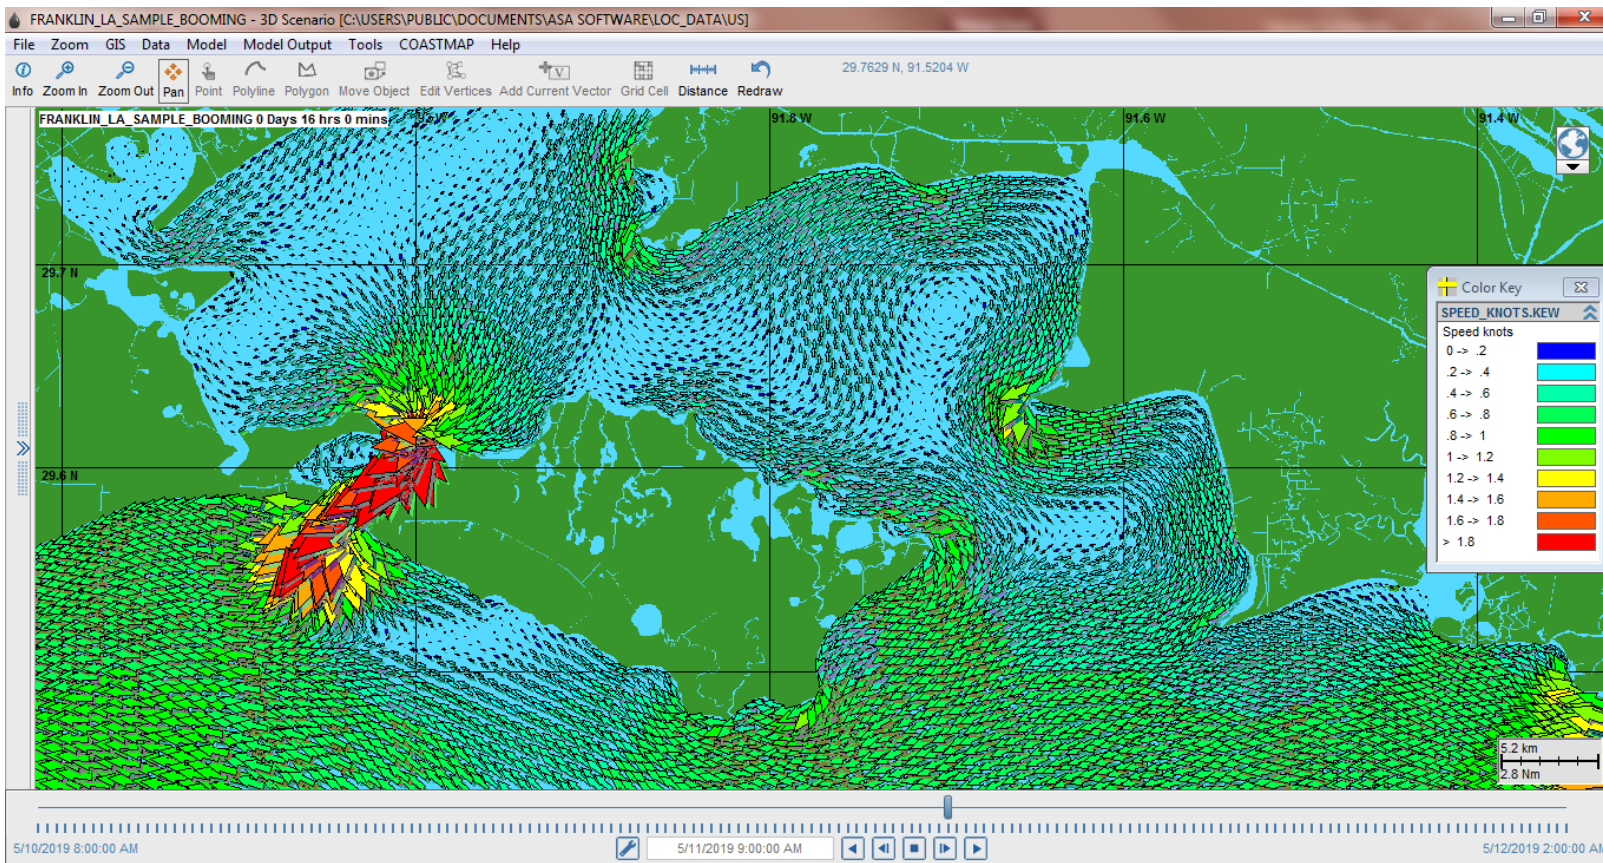 FRANKLIN_LA_SAMPLE_BOOMING - 3D Scenario [C:\USERS\PUBLIC\DOCUMENTS\ASA SOFTWARE\LOC_DATA\US]
File Zoom GIS Data Model Model Output Tools COASTMAP Help
29.7629 N, 91.5204 W
Info Zoom In Zoom Out Pan Point Polyline Polygon Move Object Edit Vertices Add Current Vector Grid Cell Distance Redraw
FRANKLIN_LA_SAMPLE_BOOMING 0 Days 16 hrs 0 mins
91.8 W
91.6 W
91.4 W
29.7 N
29.6 N
Color Key
SPEED_KNOTS.KEW
Speed knots
0 -> .2
.2 -> .4
.4 -> .6
.6 -> .8
.8 -> 1
1 -> 1.2
1.2 -> 1.4
1.4 -> 1.6
1.6 -> 1.8
> 1.8
5.2 km
2.8 Nm
5/10/2019 8:00:00 AM
5/11/2019 9:00:00 AM
5/12/2019 2:00:00 AM